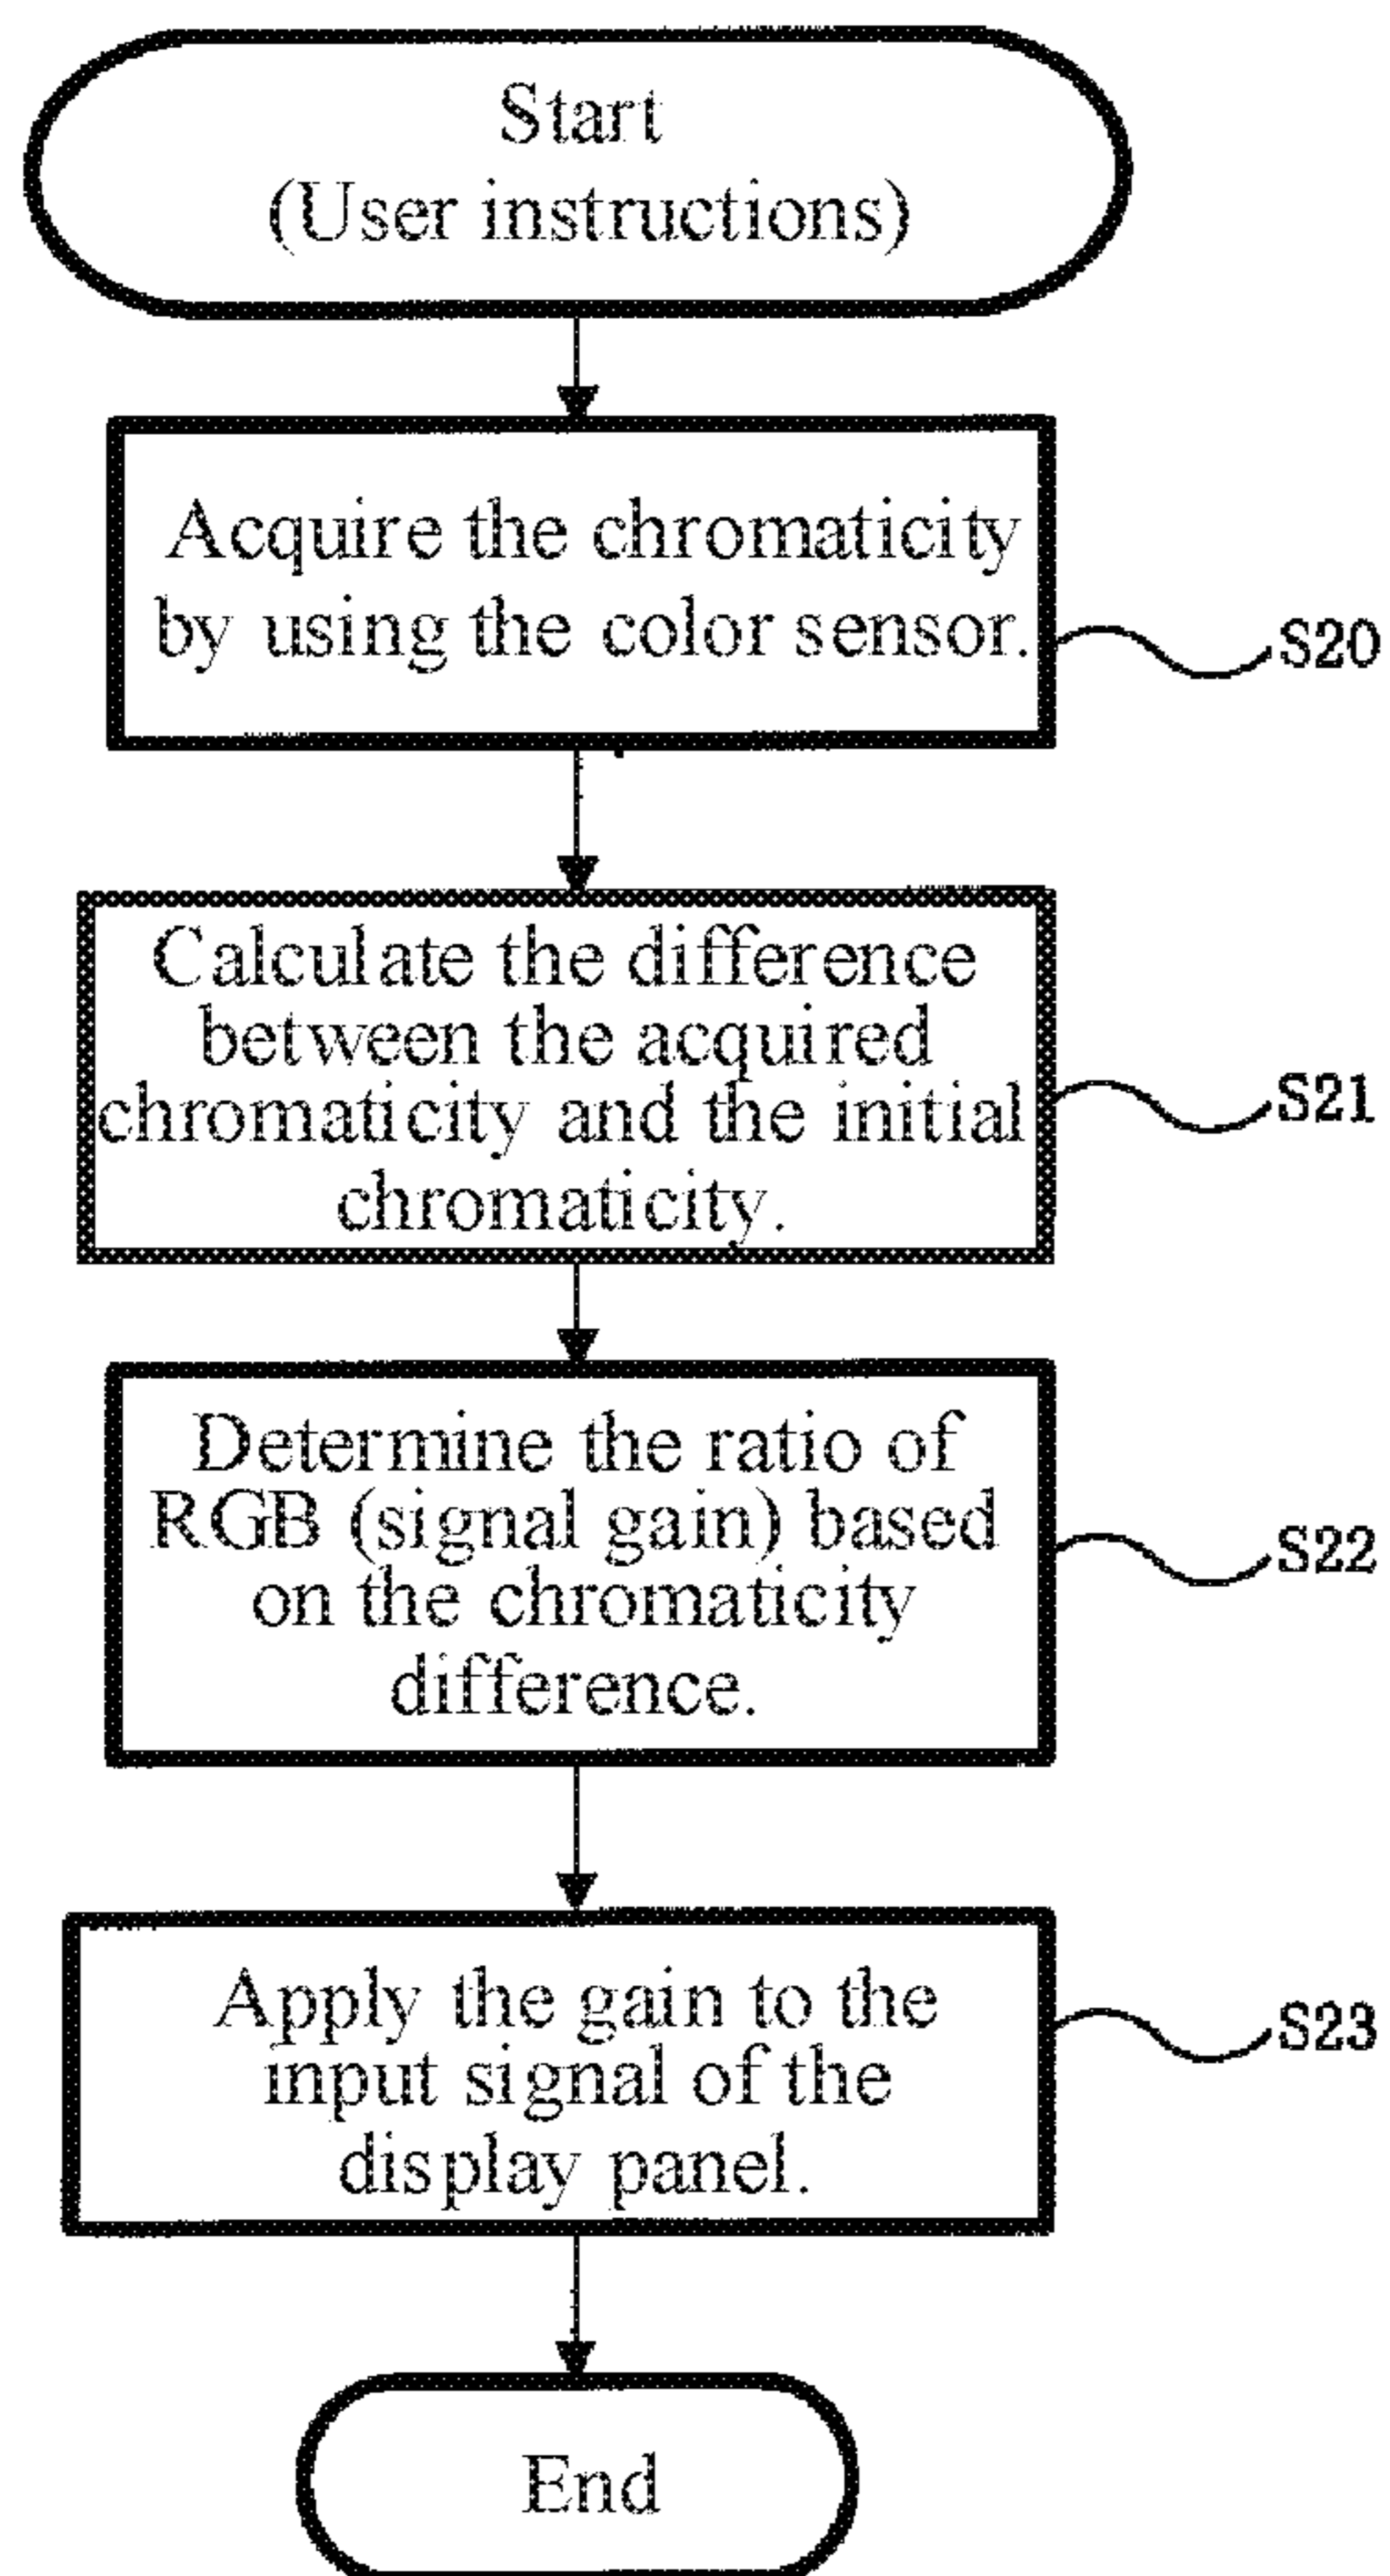 Start
(User instructions)
Acquire the chromaticity
by using the color sensor.
S20
Calculate the difference
between the acquired
chromaticity and the initial
chromaticity.
S21
Determine the ratio of
RGB (signal gain) based
on the chromaticity
difference.
S22
Apply the gain to the
input signal of the
display panel.
S23
End